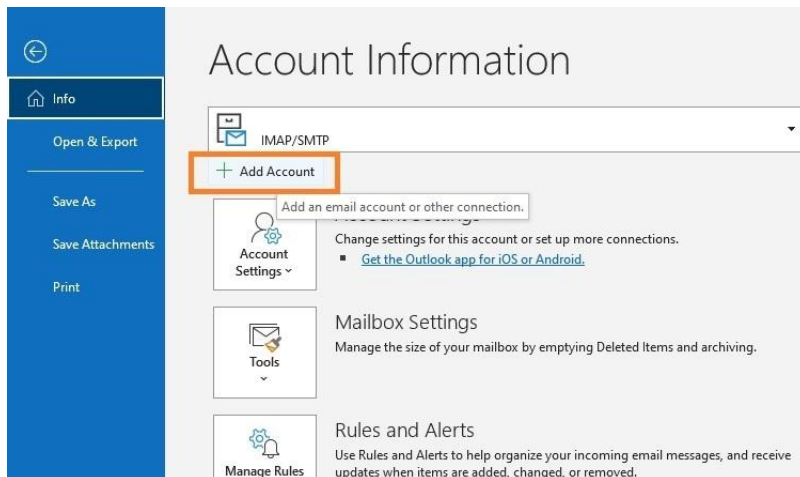 Account Information
Info
Open & Export
Save As
Save Attachments
Print
IMAP/SMTP
Add Account
Add an email account or other connection.
Account
Settings
Change settings for this account or set up more connections.
Get the Outlook app for iOS or Android.
Tools
Mailbox Settings
Manage the size of your mailbox by emptying Deleted Items and archiving.
Manage Rules
Rules and Alerts
Use Rules and Alerts to help organize your incoming email messages, and receive
updates when items are added, changed, or removed.